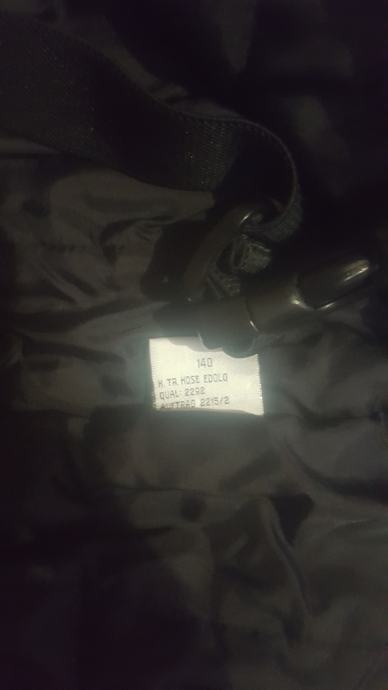 140
K. TR. HOSE EDOLO
QUAL: 2292
AUFTRAG 2215/2